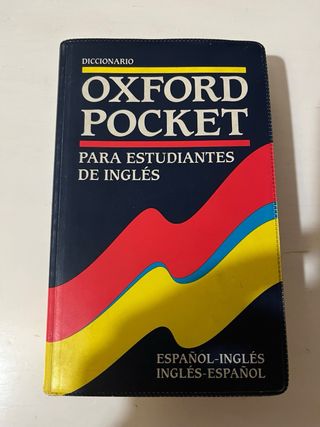 DICCIONARIO
OXFORD
POCKET
PARA ESTUDIANTES
DE INGLÉS
ESPAÑOL-INGLÉS
INGLÉS-ESPAÑOL